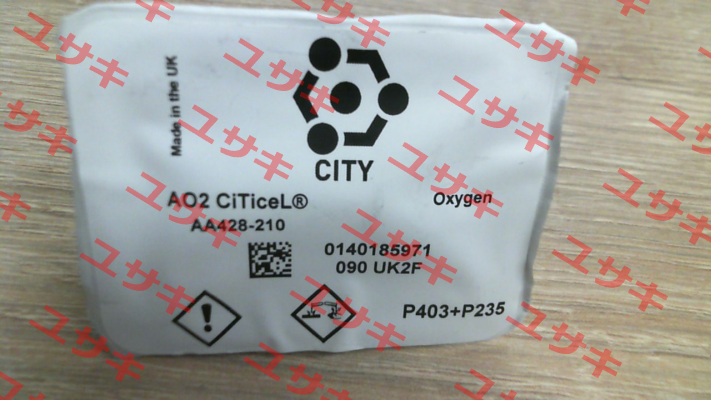 Made in the UK
CITY
AO2 CiTiceL®
Oxygen
AA428-210
0140185971
090 UK2F
P403+P235
ユサキ